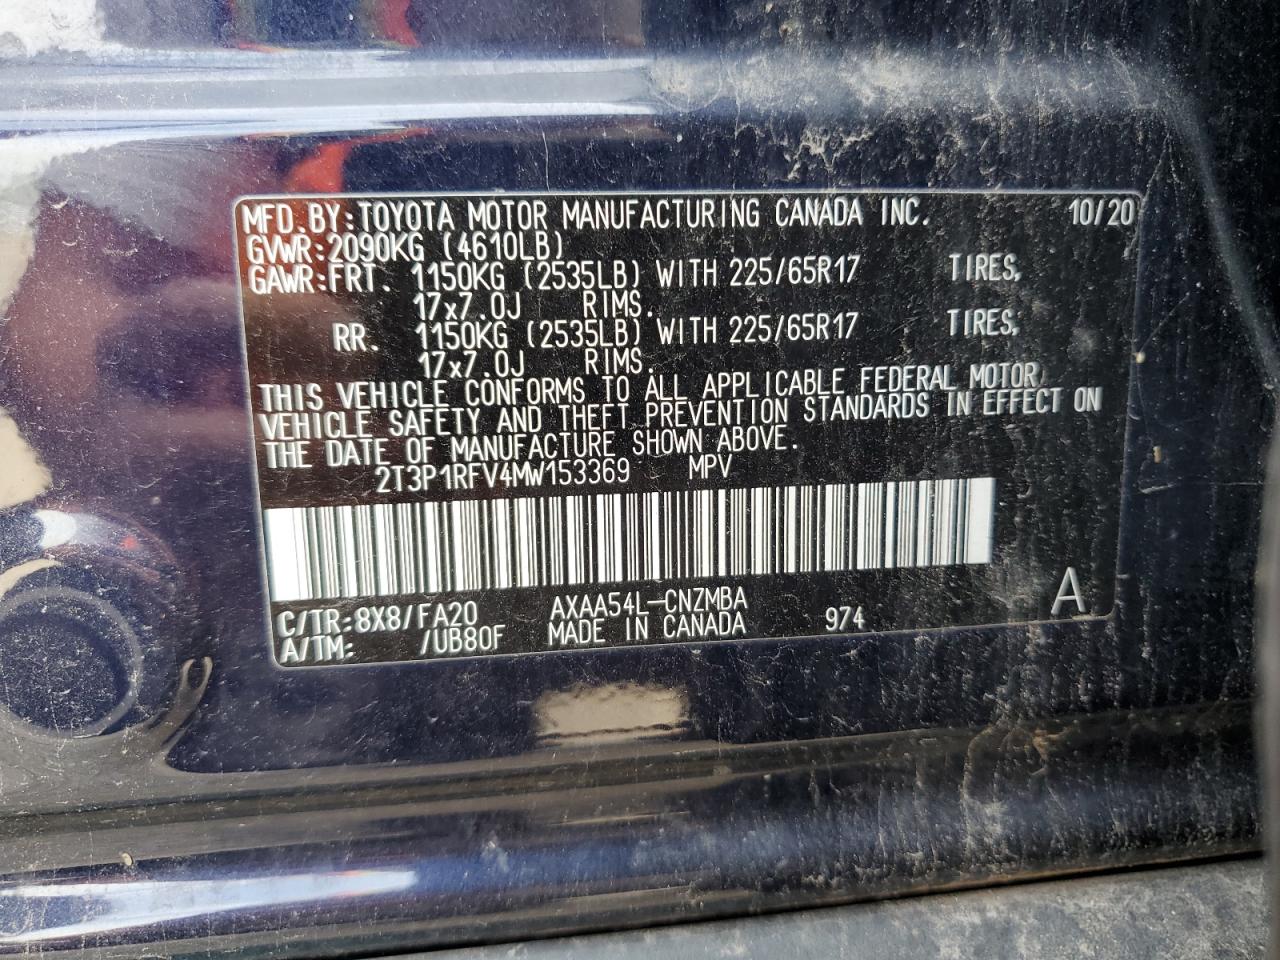 MFD. BY: TOYOTA MOTOR MANUFACTURING CANADA INC. 10/20
GVWR: 2090KG (4610LB)
GAWR: FRT. 1150KG (2535LB) WITH 225/65R17 TIRES,
17x7.0J RIMS.
RR. 1150KG (2535LB) WITH 225/65R17 TIRES,
17x7.0J RIMS.
THIS VEHICLE CONFORMS TO ALL APPLICABLE FEDERAL MOTOR
VEHICLE SAFETY AND THEFT PREVENTION STANDARDS IN EFFECT ON
THE DATE OF MANUFACTURE SHOWN ABOVE.
2T3P1RFV4MW153369 MPV
C/TR: 8X8/FA20 AXAA54L-CNZMBA 974 A
A/TM: /UB80F MADE IN CANADA